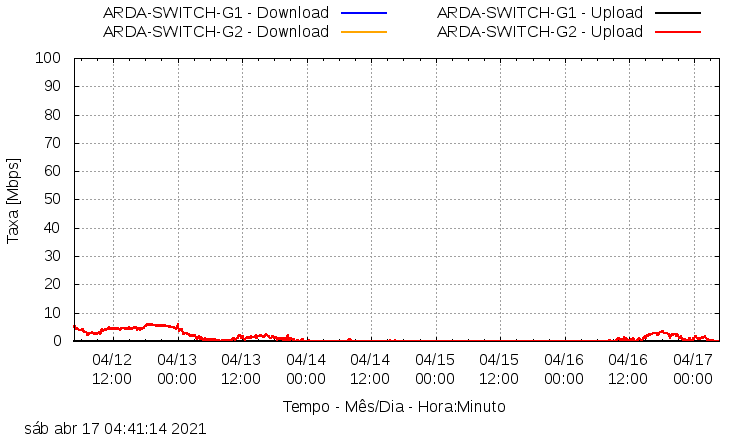 ARDA-SWITCH-G1 - Download ARDA-SWITCH-G1 - Upload
ARDA-SWITCH-G2 - Download ARDA-SWITCH-G2 - Upload
100
90
80
70
60
50
40
30
20
10
0
Taxa [Mbps]
04/12 04/13 04/13 04/14 04/14 04/15 04/15 04/16 04/16 04/17
12:00 00:00 12:00 00:00 12:00 00:00 12:00 00:00 12:00 00:00
Tempo - Mês/Dia - Hora:Minuto
sáb abr 17 04:41:14 2021